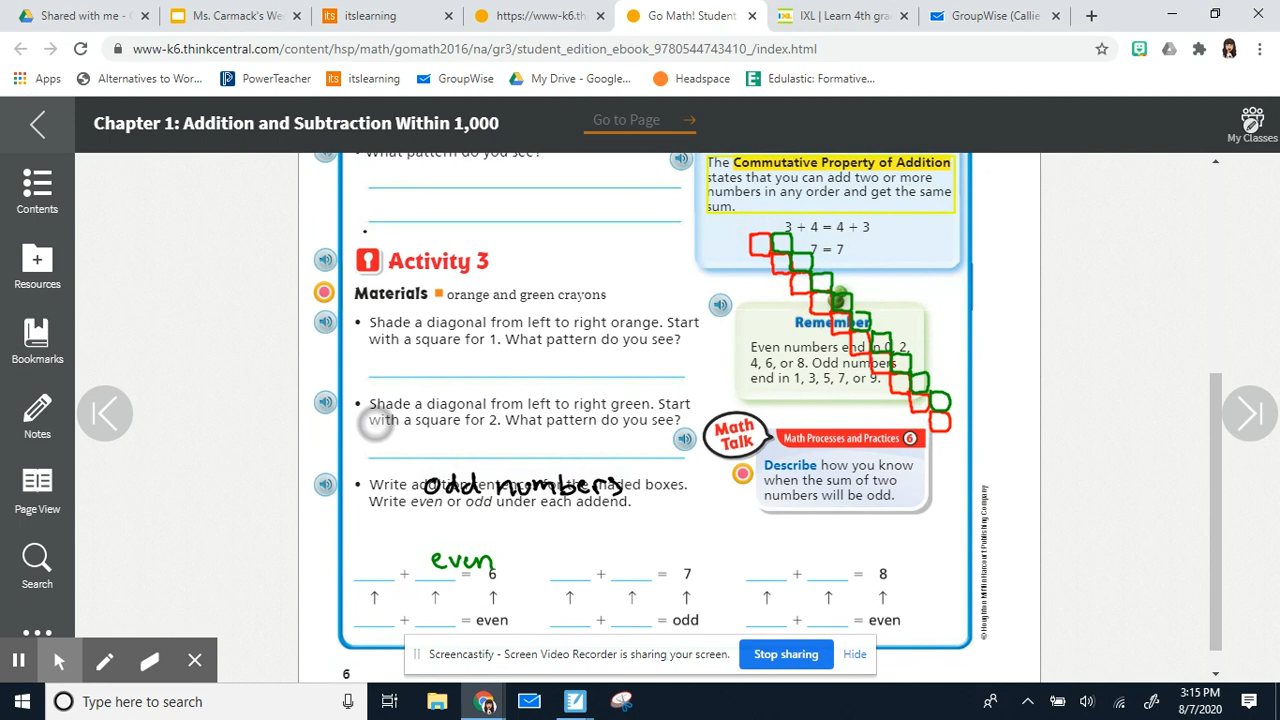 Shared with me -
Ms. Carmack's We
itslearning
https://www-k6.t
Go Math! Student
IXL | Learn 4th gra
GroupWise (Callie
www-k6.thinkcentral.com/content/hsp/math/gomath2016/na/gr3/student_edition_ebook_9780544743410_/index.html
Apps
Alternatives to Wor...
PowerTeacher
its
itslearning
GroupWise
My Drive - Google...
Headspace
Edulastic: Formative...
Chapter 1: Addition and Subtraction Within 1,000
Go to Page
My Classes
Contents
Resources
Bookmarks
Notes
Page View
Search
• What pattern do you see?
The Commutative Property of Addition
states that you can add two or more
numbers in any order and get the same
sum.
3 + 4 = 4 + 3
7 = 7
Activity 3
Materials ■ orange and green crayons
• Shade a diagonal from left to right orange. Start
with a square for 1. What pattern do you see?
Remember
Even numbers end in 0, 2,
4, 6, or 8. Odd numbers
end in 1, 3, 5, 7, or 9.
• Shade a diagonal from left to right green. Start
with a square for 2. What pattern do you see?
Math
Talk
Math Processes and Practices 6
Describe how you know
when the sum of two
numbers will be odd.
odd numbers
• Write addition sentences for the shaded boxes.
Write even or odd under each addend.
even
+ = 6
+ = 7
+ = 8
↑ ↑ ↑ ↑ ↑ ↑ ↑ ↑ ↑
+ = even
+ = odd
+ = even
© Houghton Mifflin Harcourt Publishing Company
6
Screencastify - Screen Video Recorder is sharing your screen.
Stop sharing
Hide
Type here to search
3:15 PM
8/7/2020